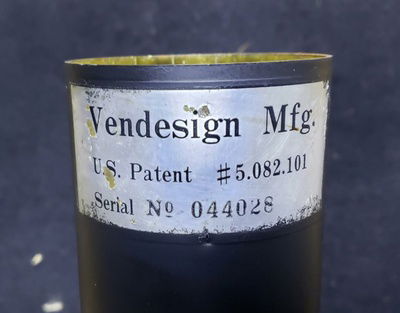 Vendesign Mfg.
U.S. Patent #5.082.101
Serial Nº 044028